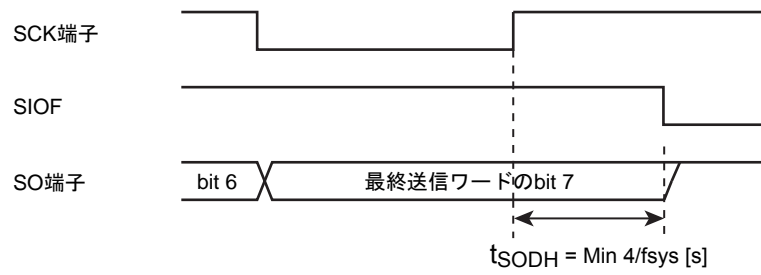 SCK端子
SIOF
SO端子
bit 6
最終送信ワードのbit 7
tSODH = Min 4/fsys [s]